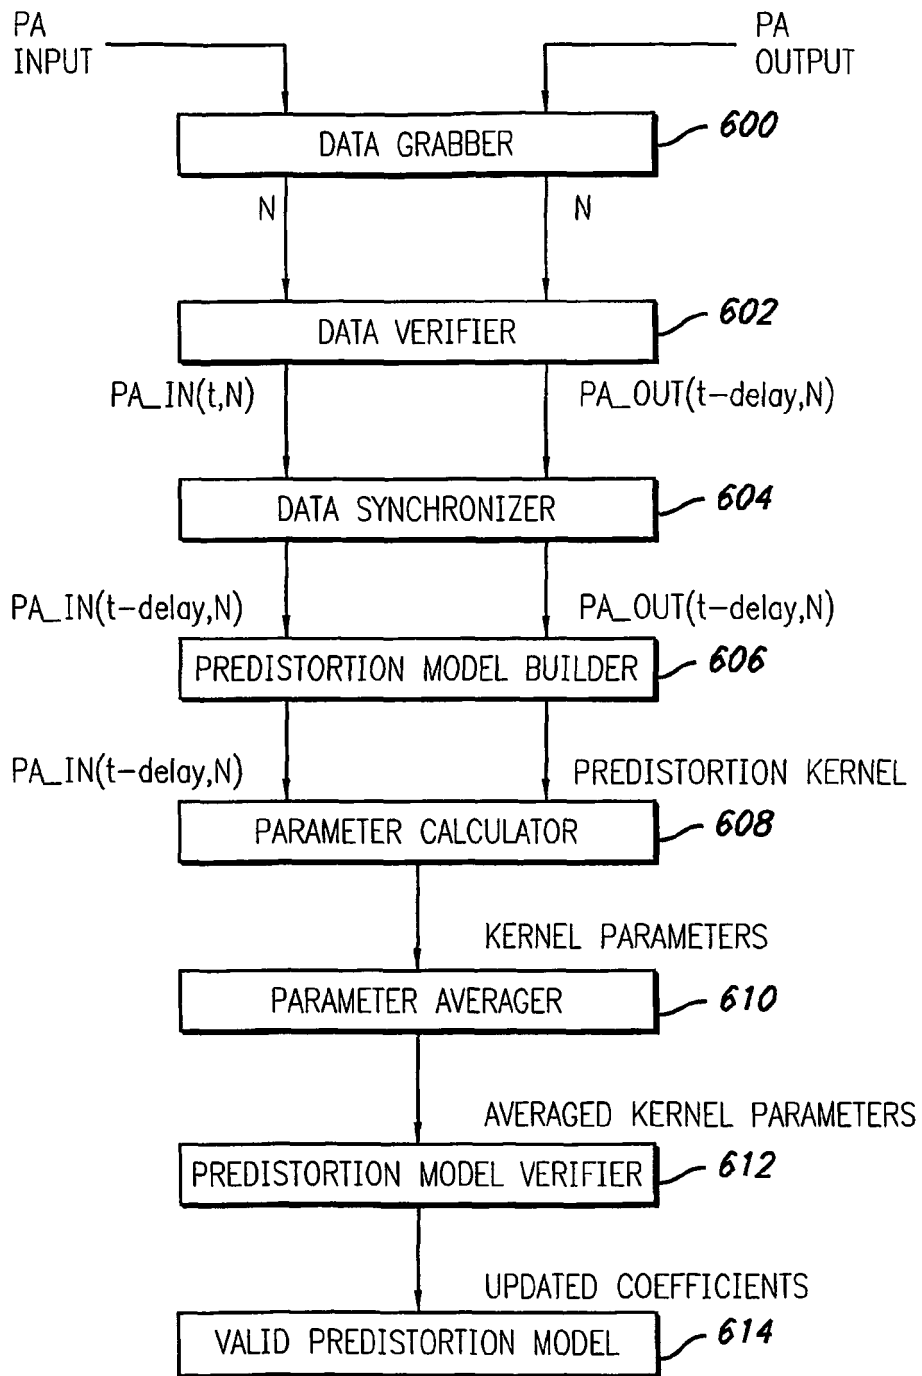 PA
INPUT
PA
OUTPUT
DATA GRABBER
600
N
N
DATA VERIFIER
602
PA_IN(t,N)
PA_OUT(t-delay,N)
DATA SYNCHRONIZER
604
PA_IN(t-delay,N)
PA_OUT(t-delay,N)
PREDISTORTION MODEL BUILDER
606
PA_IN(t-delay,N)
PREDISTORTION KERNEL
PARAMETER CALCULATOR
608
KERNEL PARAMETERS
PARAMETER AVERAGER
610
AVERAGED KERNEL PARAMETERS
PREDISTORTION MODEL VERIFIER
612
UPDATED COEFFICIENTS
VALID PREDISTORTION MODEL
614